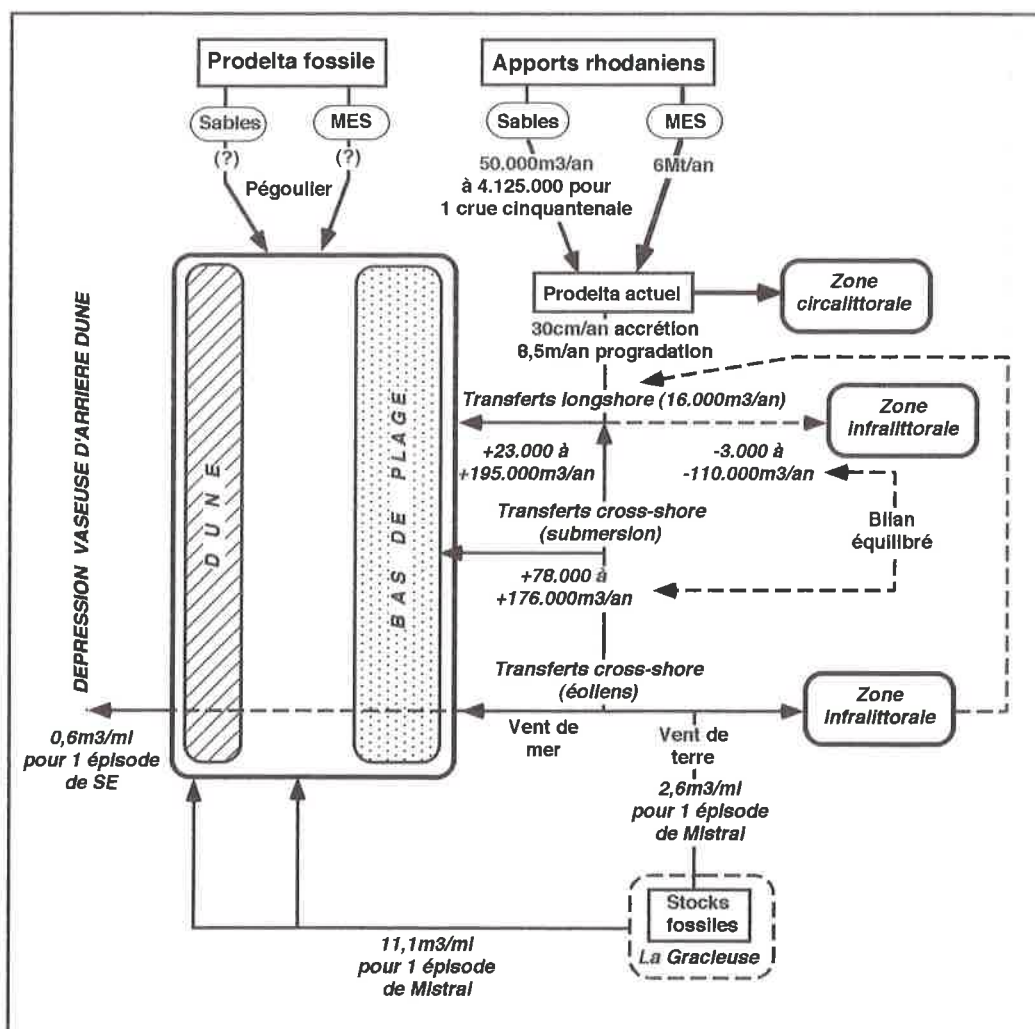 Prodelta fossile
Apports rhodaniens
Sables
MES
Sables
MES
(?)
(?)
50.000m3/an
à 4.125.000 pour
1 crue cinquantenale
6Mt/an
Pégoulier
Prodelta actuel
Zone
circalittorale
30cm/an accrétion
8,5m/an progradation
Transferts longshore (16.000m3/an)
Zone
infralittorale
+23.000 à
+195.000m3/an
-3.000 à
-110.000m3/an
Transferts cross-shore
(submersion)
Bilan
équilibré
+78.000 à
+176.000m3/an
DEPRESSION VASEUSE D'ARRIERE DUNE
DUNE
BAS DE PLAGE
Transferts cross-shore
(éoliens)
Zone
infralittorale
Vent de
mer
Vent de
terre
0,6m3/ml
pour 1 épisode
de SE
2,6m3/ml
pour 1 épisode
de Mistral
Stocks
fossiles
La Gracieuse
11,1m3/ml
pour 1 épisode
de Mistral